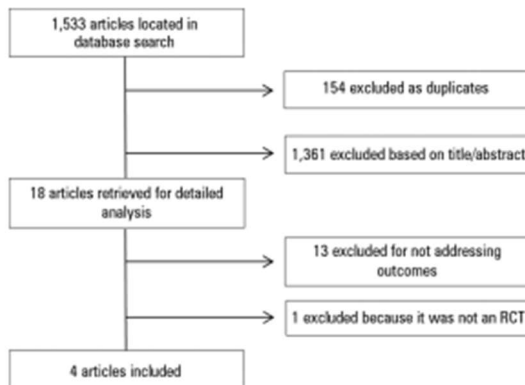 1,533 articles located in
database search
154 excluded as duplicates
1,361 excluded based on title/abstract
18 articles retrieved for detailed
analysis
13 excluded for not addressing
outcomes
1 excluded because it was not an RCT
4 articles included